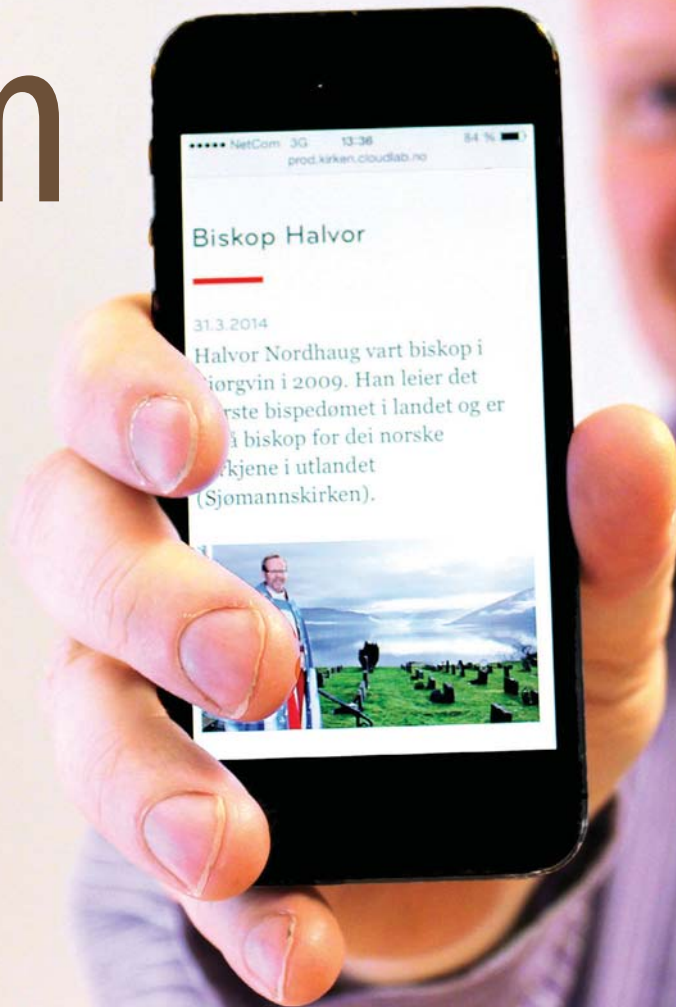 m
NetCom 3G 13:36 84 %
prod.kirken.cloudlab.no
Biskop Halvor
31.3.2014
Halvor Nordhaug vart biskop i
i 2009. Han leier det
bispedømet i landet og er
biskop for dei norske
i utlandet
(Sjømannskirken).